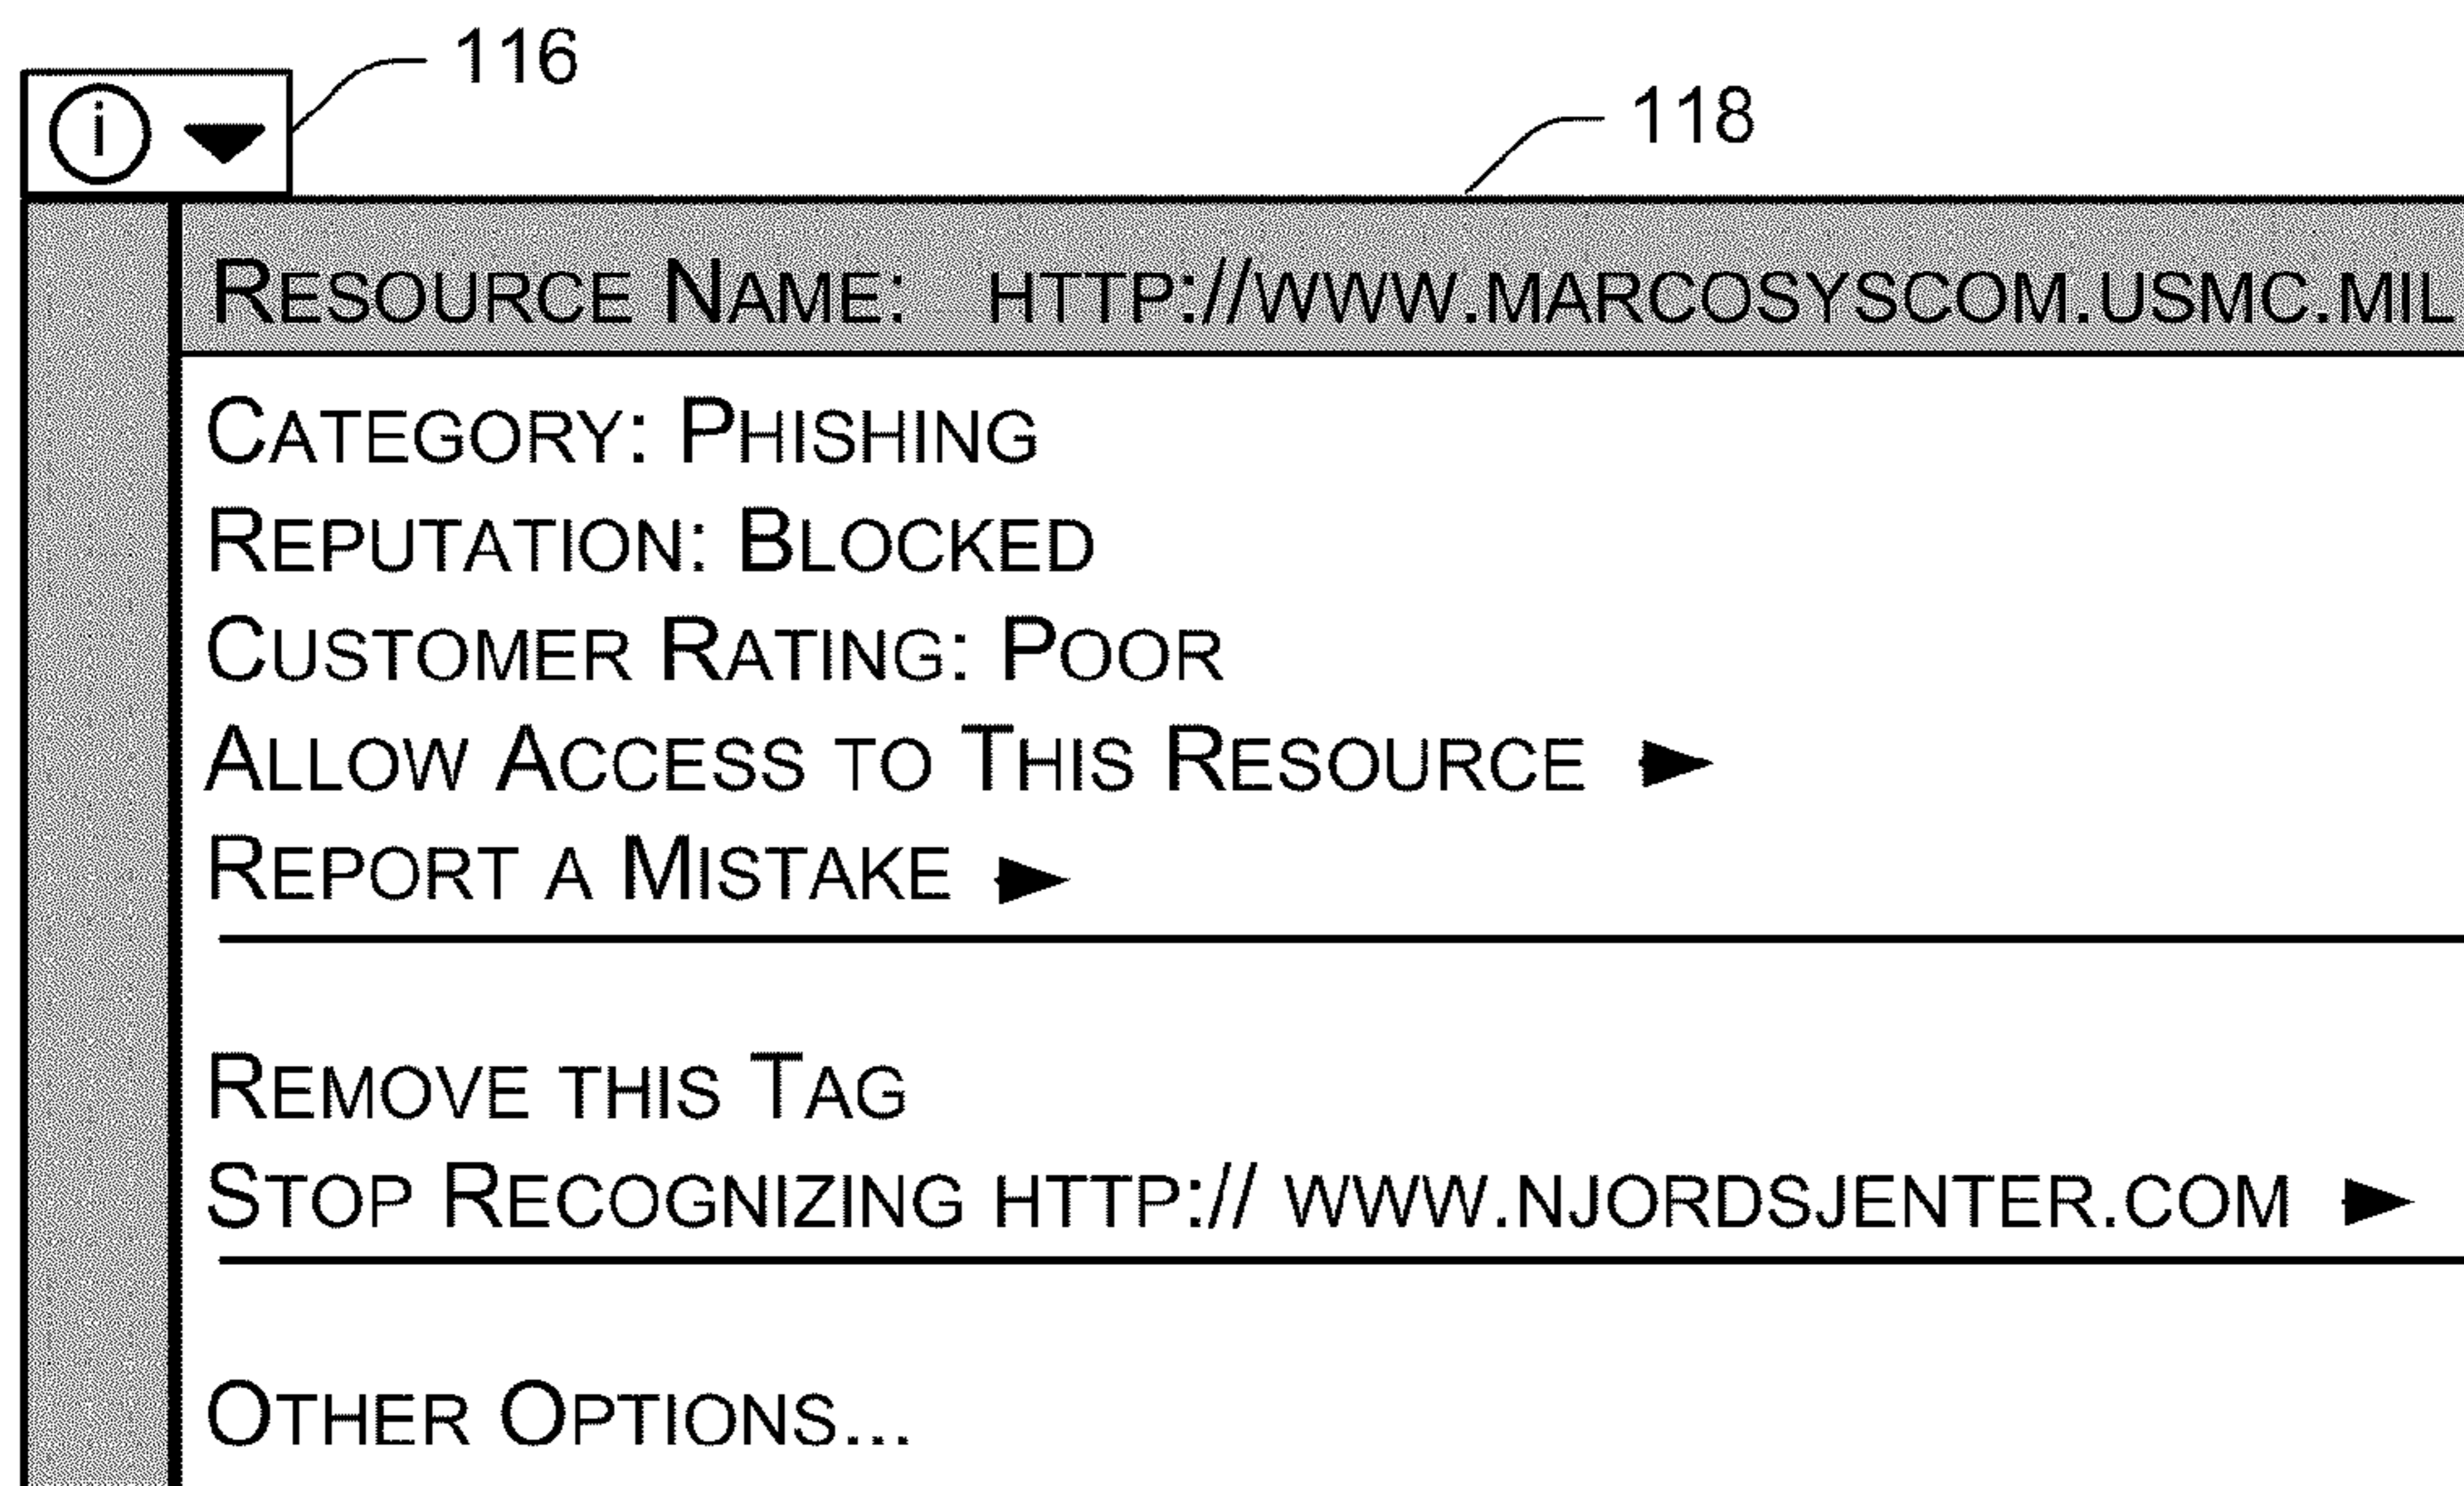 116
i
118
RESOURCE NAME: HTTP://WWW.MARCOSYSCOM.USMC.MIL
CATEGORY: PHISHING
REPUTATION: BLOCKED
CUSTOMER RATING: POOR
ALLOW ACCESS TO THIS RESOURCE
REPORT A MISTAKE
REMOVE THIS TAG
STOP RECOGNIZING HTTP:// WWW.NJORDSJENTER.COM
OTHER OPTIONS...